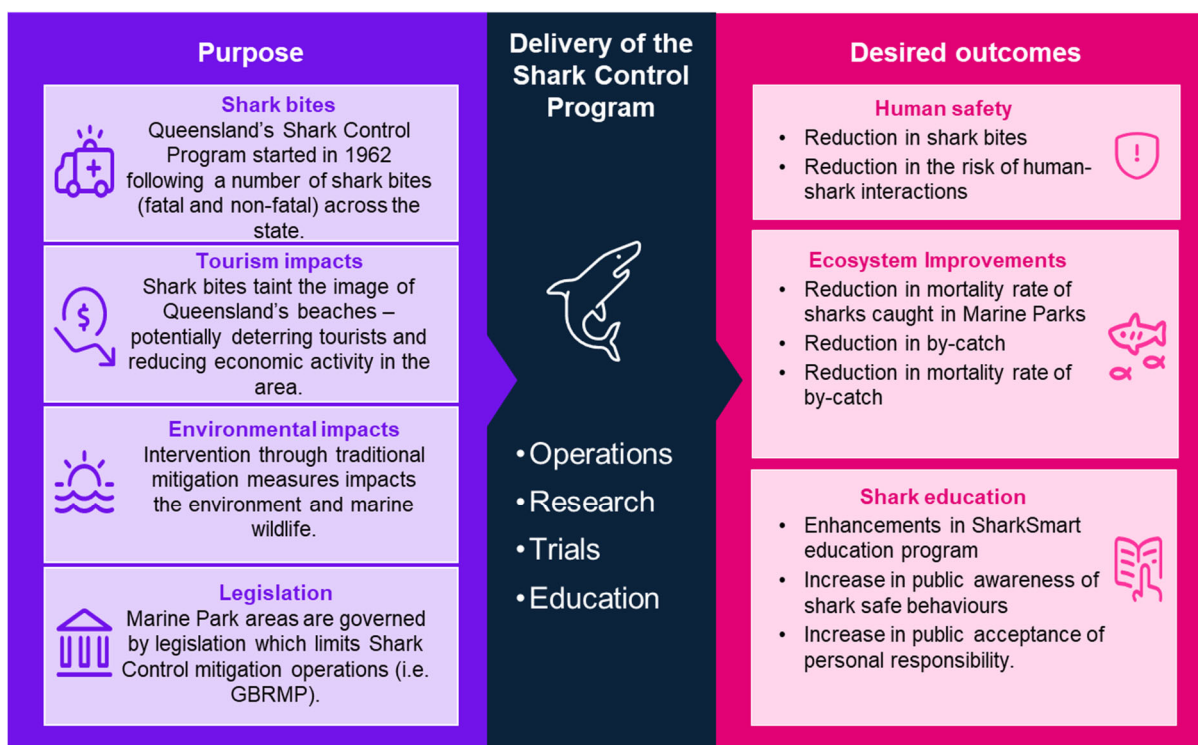 Purpose
Shark bites
Queensland's Shark Control
Program started in 1962
following a number of shark bites
(fatal and non-fatal) across the
state.
Tourism impacts
Shark bites taint the image of
Queensland's beaches –
potentially deterring tourists and
reducing economic activity in the
area.
Environmental impacts
Intervention through traditional
mitigation measures impacts
the environment and marine
wildlife.
Legislation
Marine Park areas are governed
by legislation which limits Shark
Control mitigation operations (i.e.
GBRMP).
Delivery of the
Shark Control
Program
• Operations
• Research
• Trials
• Education
Desired outcomes
Human safety
• Reduction in shark bites
• Reduction in the risk of human-
shark interactions
Ecosystem Improvements
• Reduction in mortality rate of
sharks caught in Marine Parks
• Reduction in by-catch
• Reduction in mortality rate of
by-catch
Shark education
• Enhancements in SharkSmart
education program
• Increase in public awareness of
shark safe behaviours
• Increase in public acceptance of
personal responsibility.